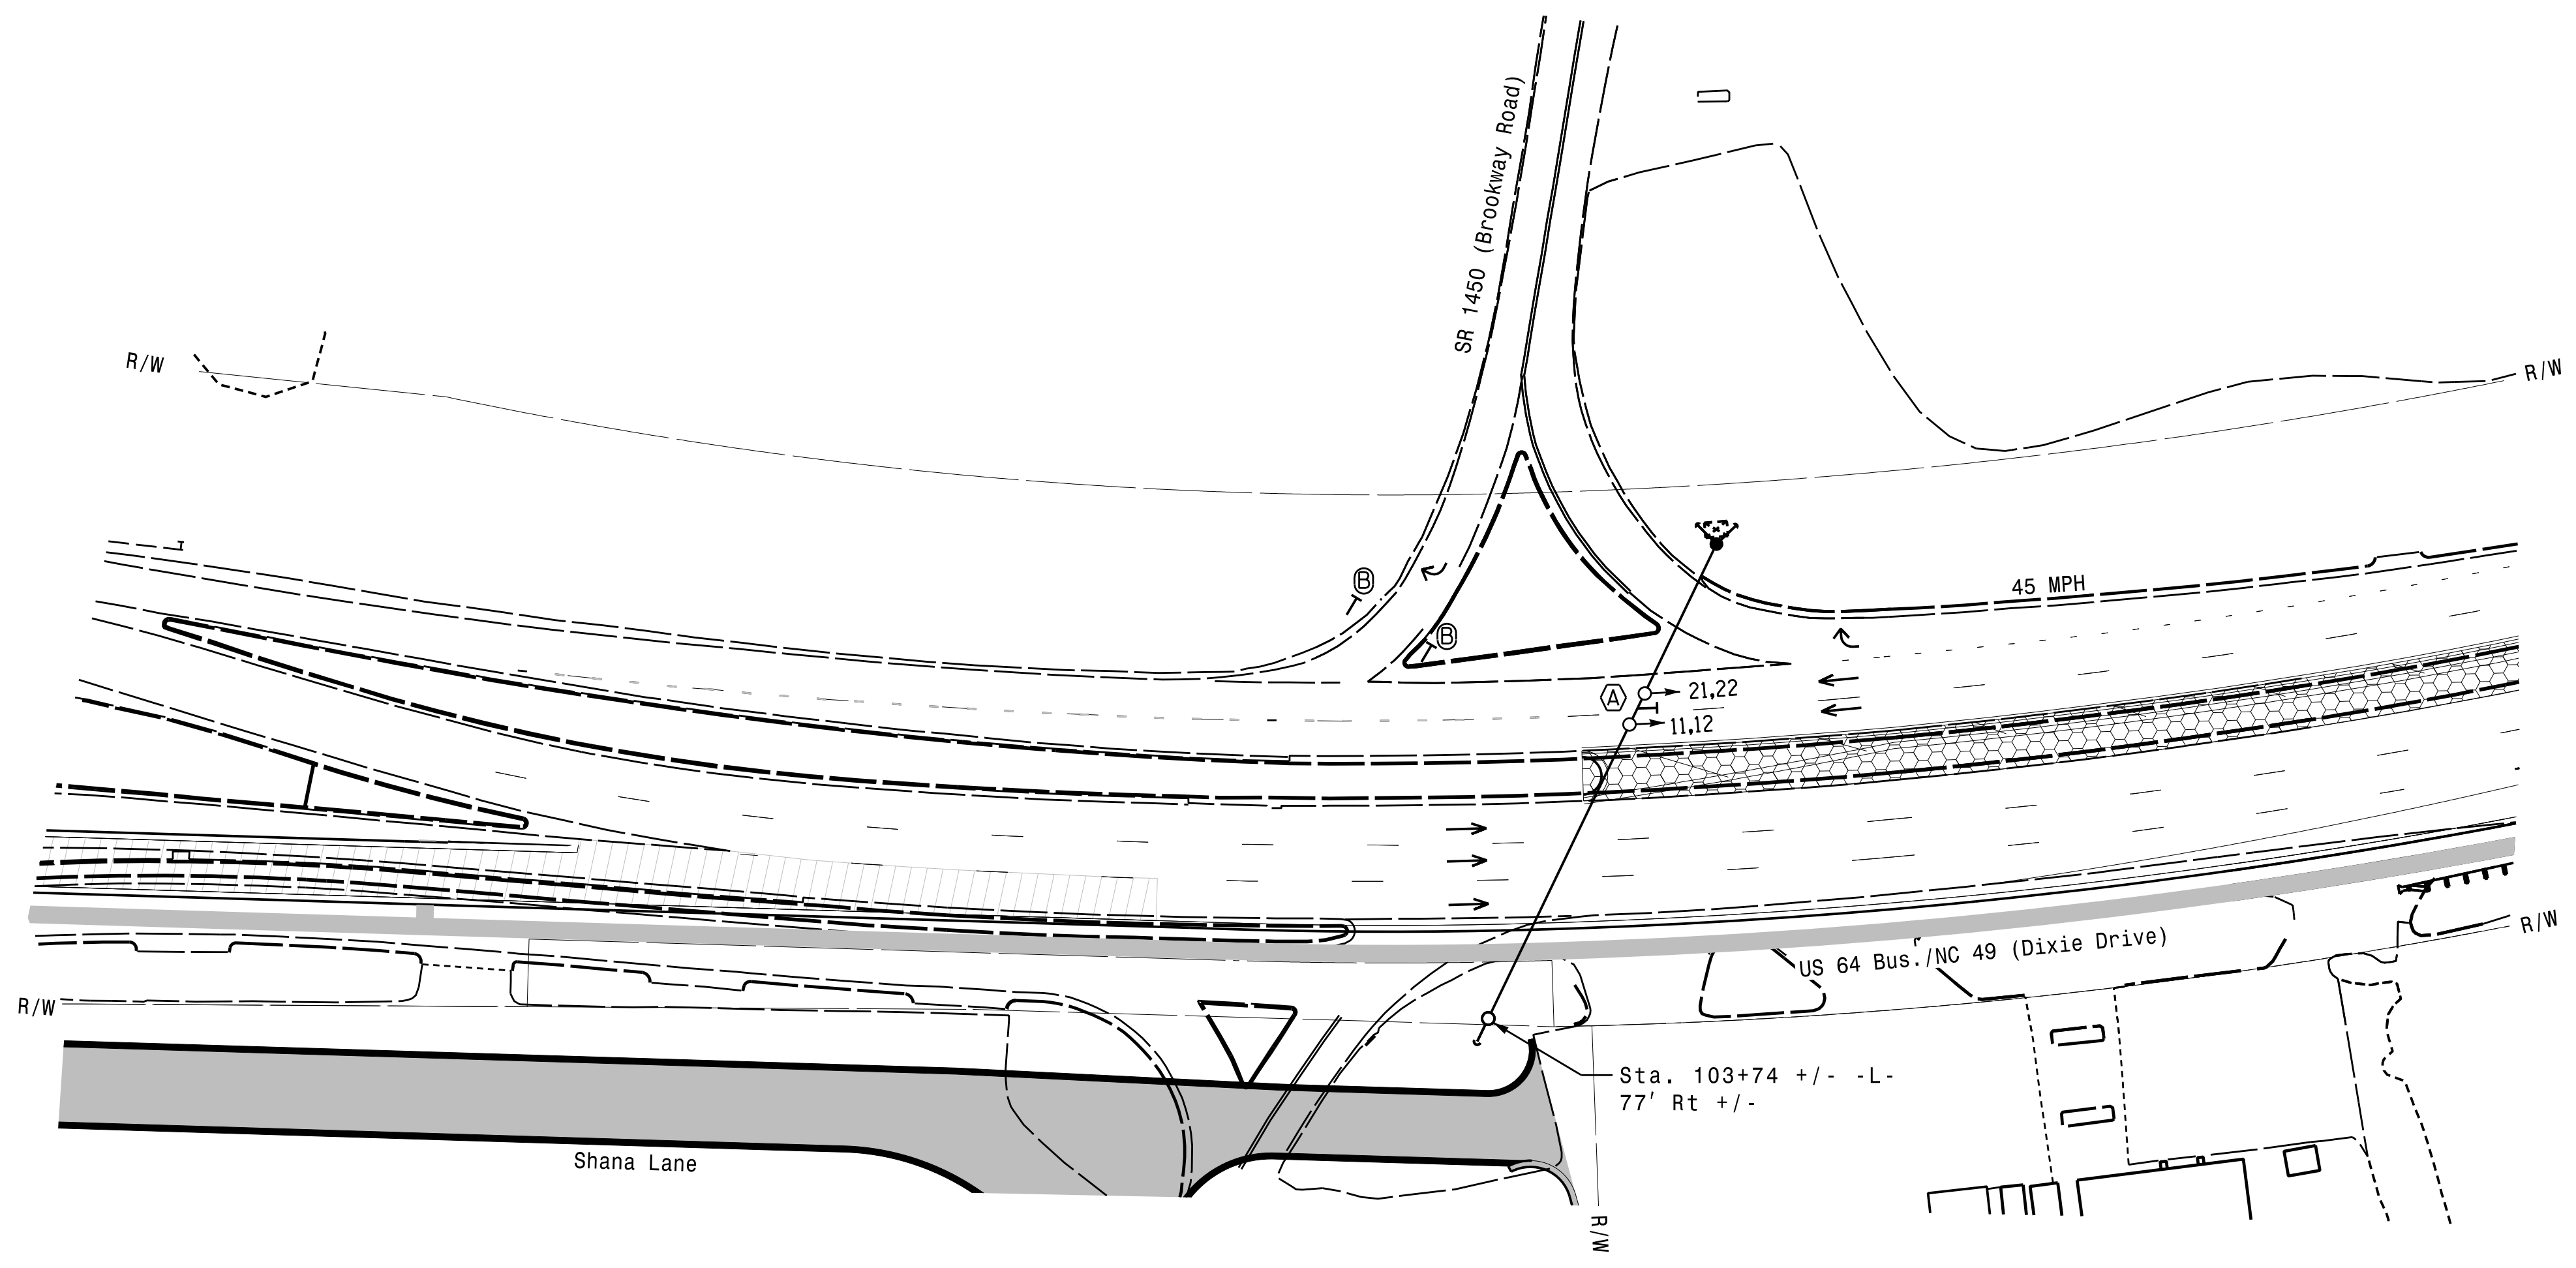 SR 1450 (Brookway Road)
R/W
R/W
B
45 MPH
B
A
21,22
11,12
US 64 Bus./NC 49 (Dixie Drive)
R/W
R/W
Sta. 103+74 +/- -L-
77' Rt +/-
Shana Lane
R/W